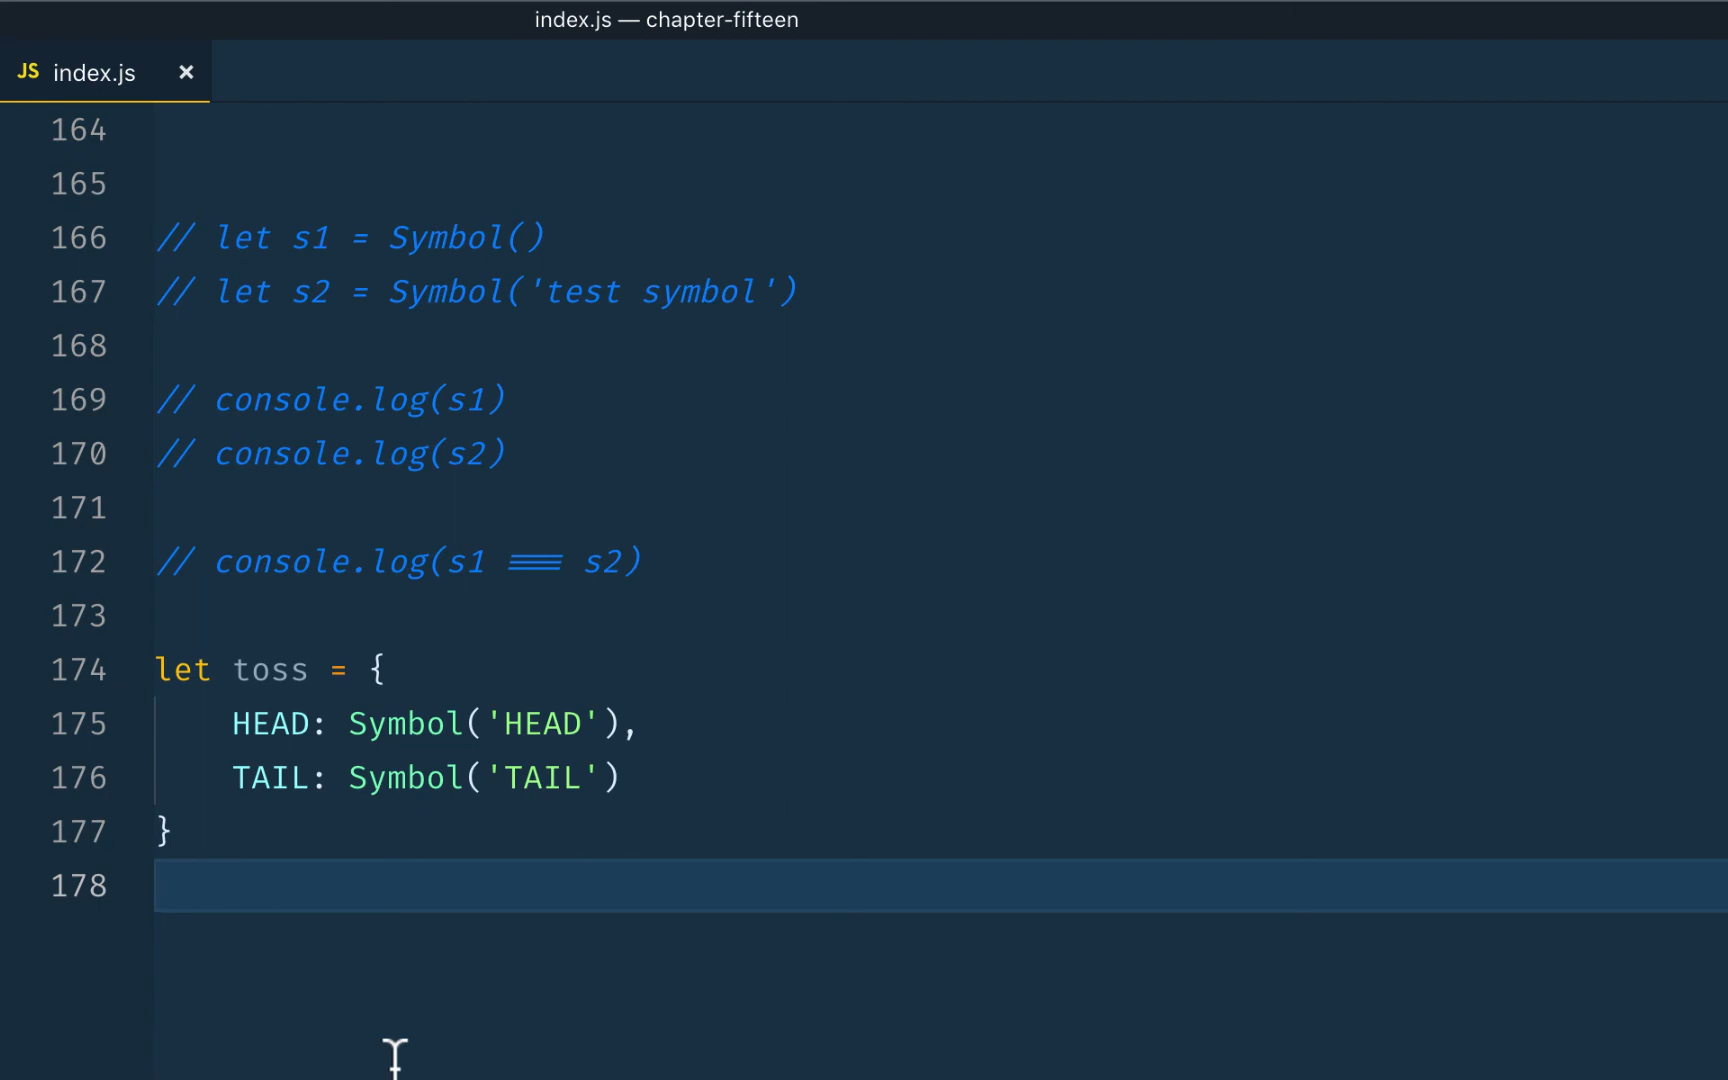 index.js — chapter-fifteen
JS index.js ×
164
165
166 // let s1 = Symbol()
167 // let s2 = Symbol('test symbol')
168
169 // console.log(s1)
170 // console.log(s2)
171
172 // console.log(s1 === s2)
173
174 let toss = {
175 HEAD: Symbol('HEAD'),
176 TAIL: Symbol('TAIL')
177 }
178